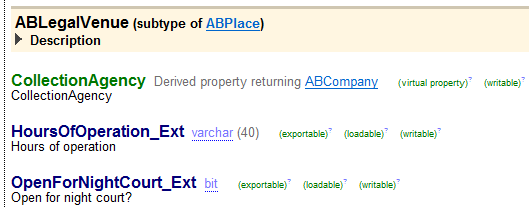 ABLegalVenue (subtype of ABPlace)
Description
CollectionAgency Derived property returning ABCompany (virtual property)? (writable)?
CollectionAgency
HoursOfOperation_Ext varchar (40) (exportable)? (loadable)? (writable)?
Hours of operation
OpenForNightCourt_Ext bit (exportable)? (loadable)? (writable)?
Open for night court?